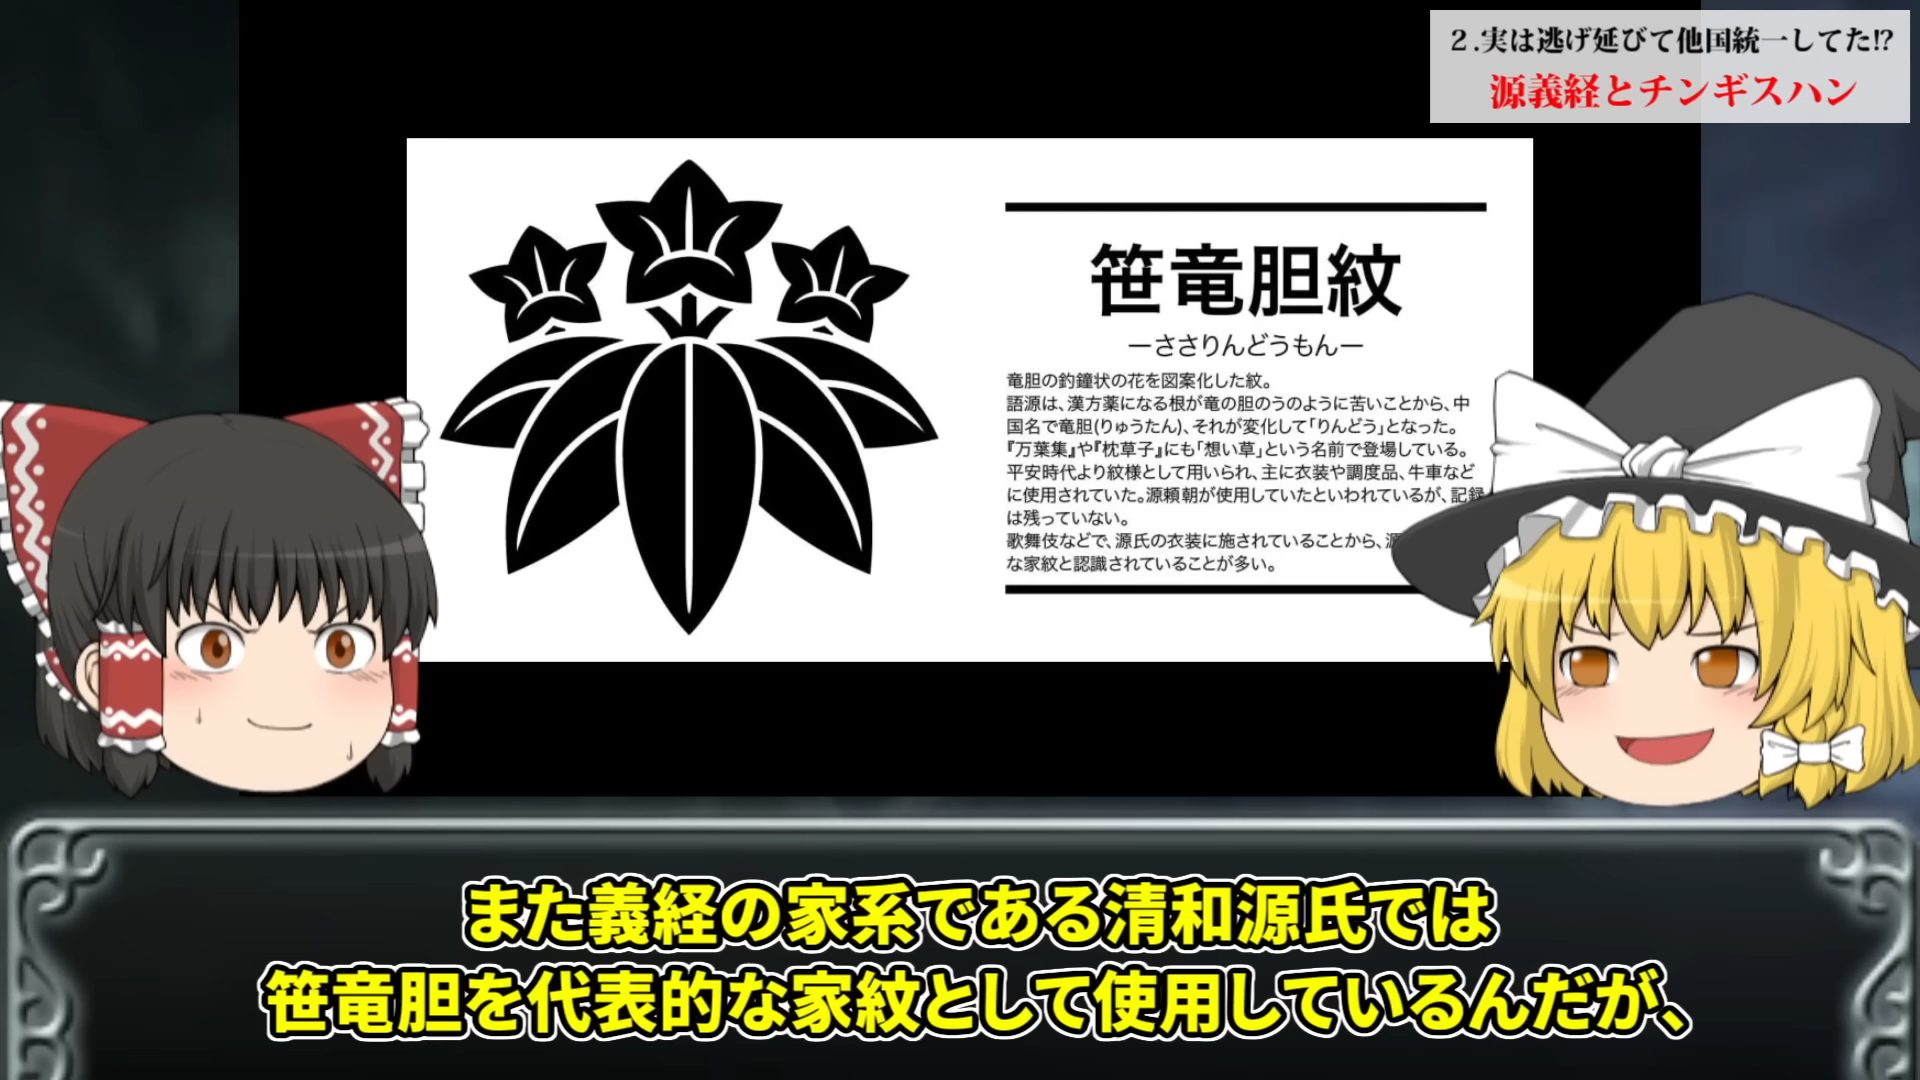 2.実は逃げ延びて他国統一してた!?
源義経とチンギスハン
笹竜胆紋
ーささりんどうもんー
竜胆の釣鐘状の花を図案化した紋。
語源は、漢方薬になる根が竜の胆のうのように苦いことから、中
国名で竜胆(りゅうたん)、それが変化して「りんどう」となった。
『万葉集』や『枕草子』にも「想い草」という名前で登場している。
平安時代より紋様として用いられ、主に衣装や調度品、牛車など
に使用されていた。源頼朝が使用していたといわれているが、記録
は残っていない。
歌舞伎などで、源氏の衣装に施されていることから、
な家紋と認識されていることが多い。
また義経の家系である清和源氏では
笹竜胆を代表的な家紋として使用しているんだが、